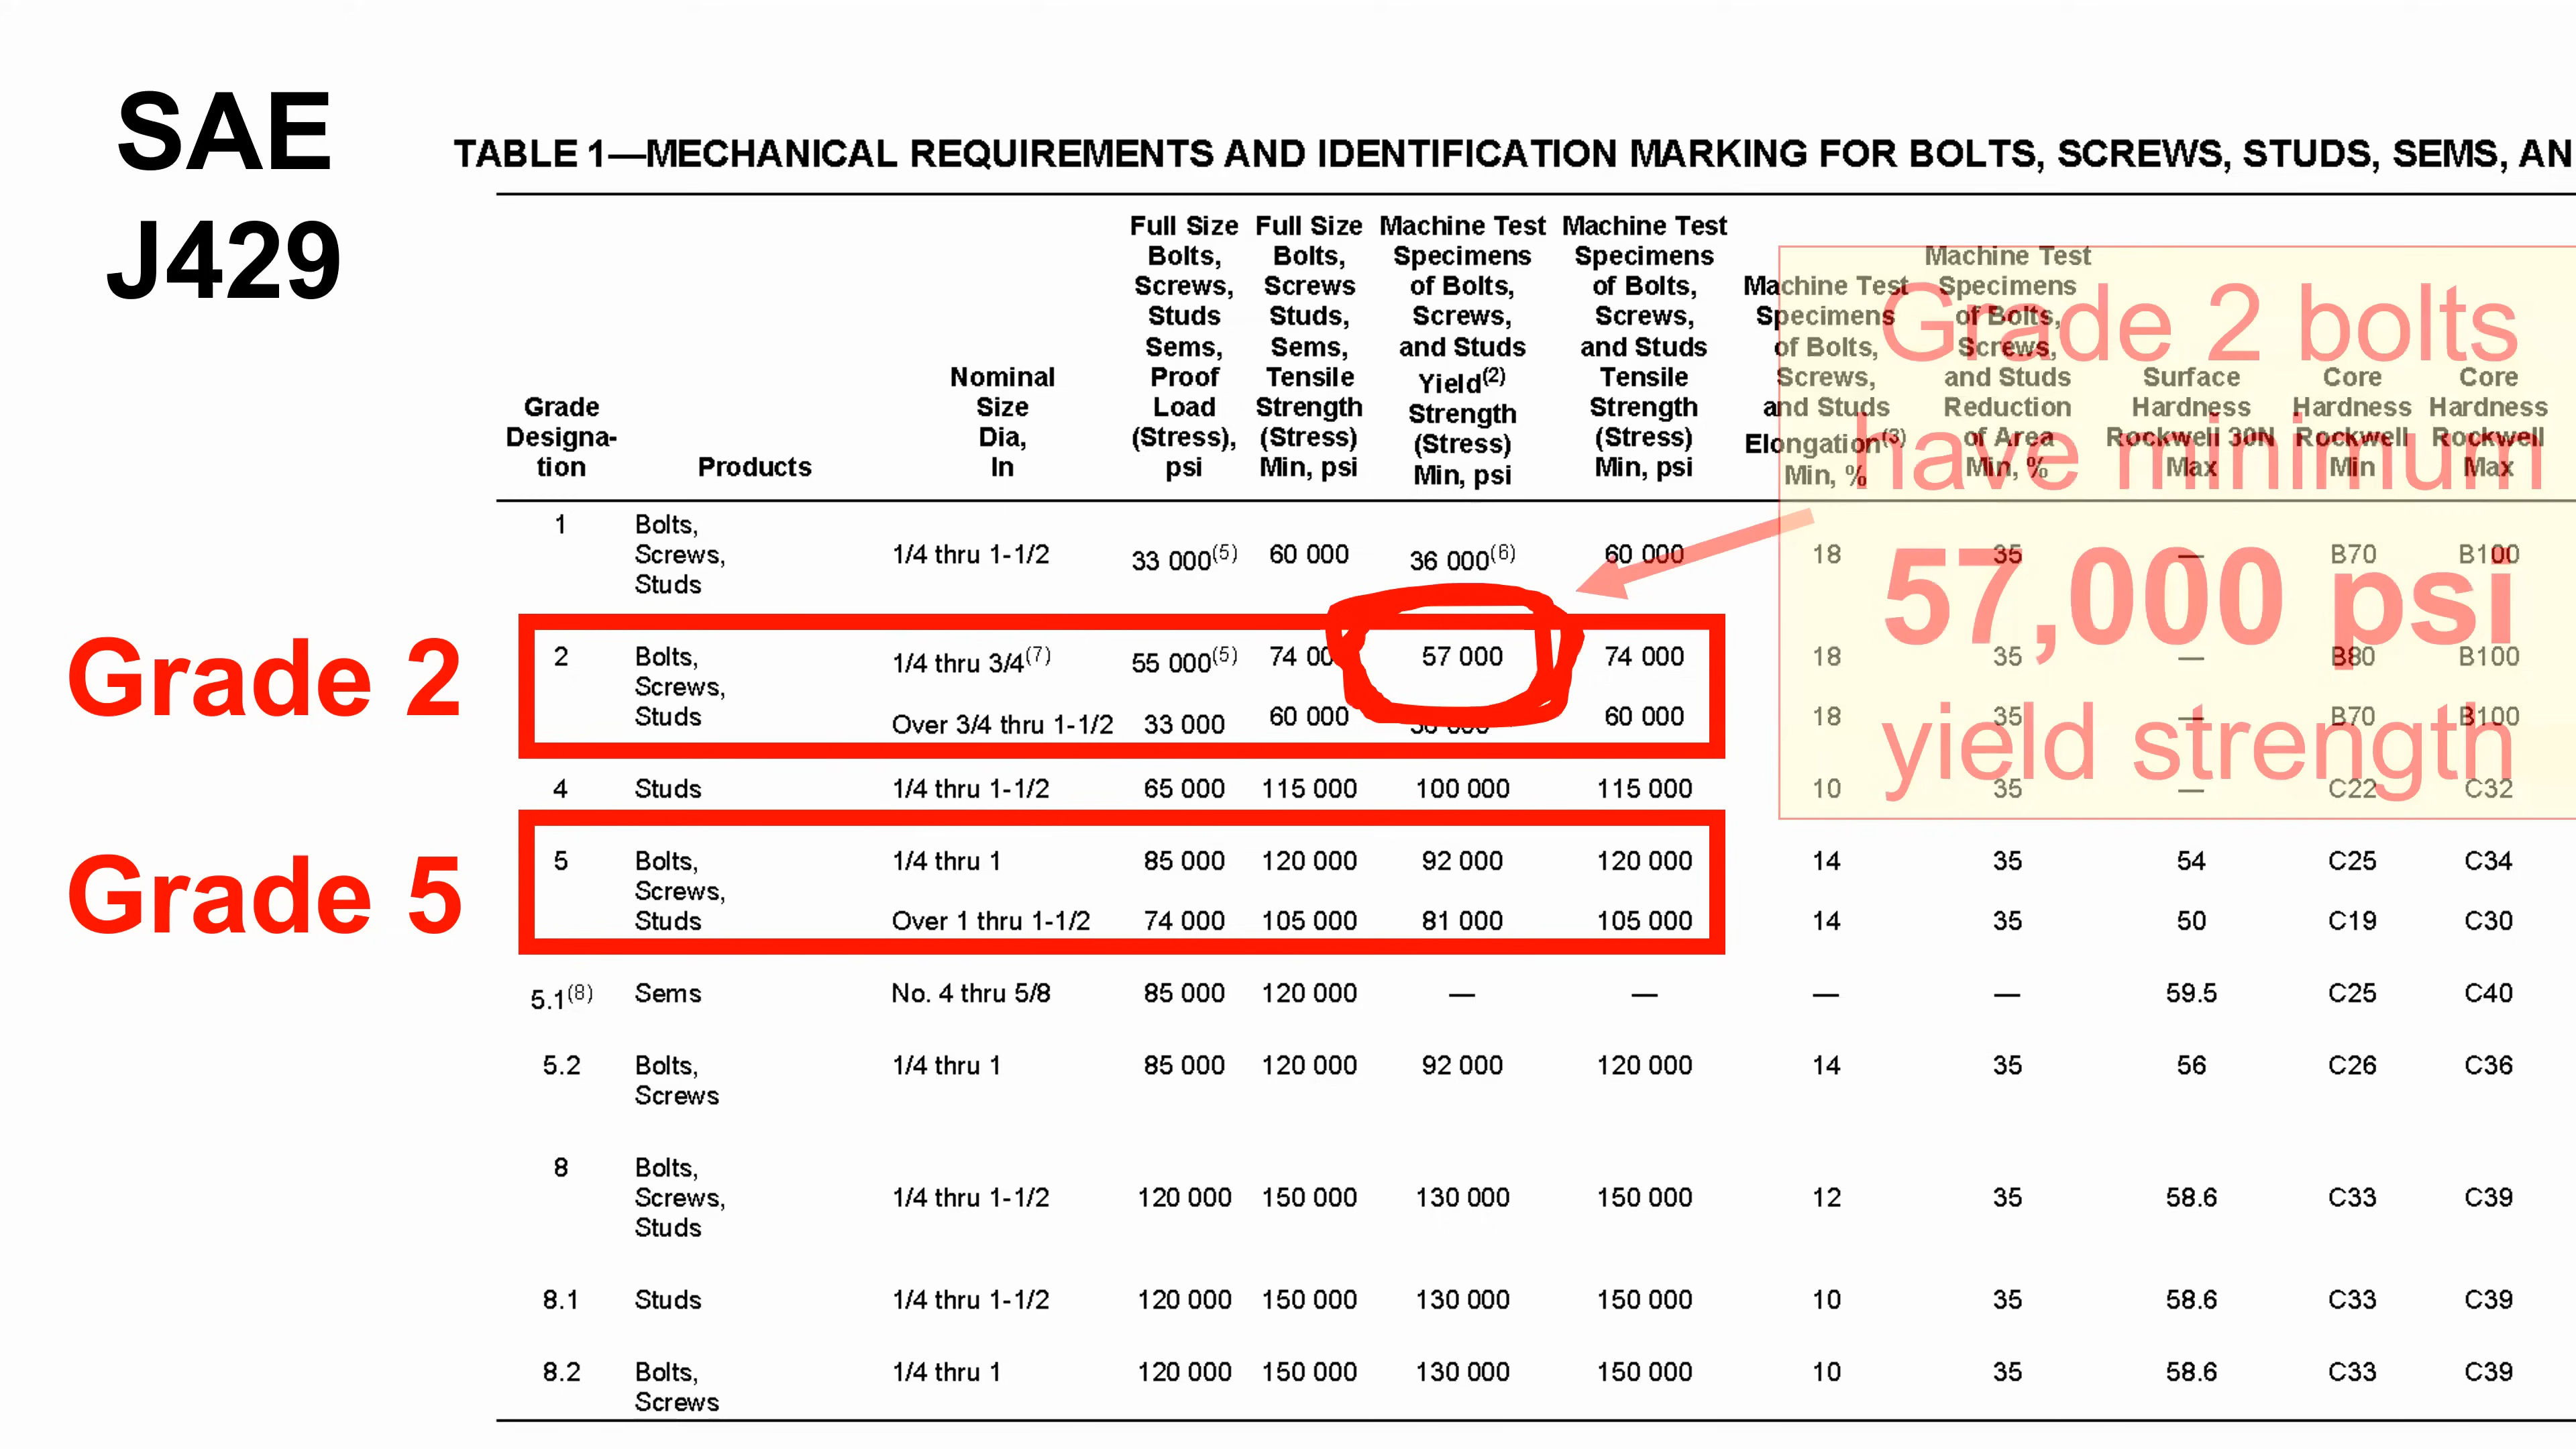 SAE
J429
TABLE 1—MECHANICAL REQUIREMENTS AND IDENTIFICATION MARKING FOR BOLTS, SCREWS, STUDS, SEMS, AN
Grade Designa- tion
Products
Nominal Size Dia, In
Full Size Bolts, Screws, Studs Sems, Proof Load (Stress), psi
Full Size Bolts, Screws Studs, Sems, Tensile Strength (Stress) Min, psi
Machine Test Specimens of Bolts, Screws, and Studs Yield(2) Strength (Stress) Min, psi
Machine Test Specimens of Bolts, Screws, and Studs Tensile Strength (Stress) Min, psi
Machine Test Specimens of Bolts, Screws, and Studs Elongation(3) Min, %
Machine Test Specimens of Bolts, Screws, and Studs Reduction of Area Min, %
Surface Hardness Rockwell 30N Max
Core Hardness Rockwell Min
Core Hardness Rockwell Max
Grade 2 bolts
have minimum
57,000 psi
yield strength
1 Bolts, Screws, Studs 1/4 thru 1-1/2 33 000(5) 60 000 36 000(6) 60 000 18 35 — B70 B100
Grade 2
2 Bolts, Screws, Studs 1/4 thru 3/4(7) 55 000(5) 74 00 57 000 74 000 18 35 — B80 B100
Over 3/4 thru 1-1/2 33 000 60 000 60 000 18 35 — B70 B100
4 Studs 1/4 thru 1-1/2 65 000 115 000 100 000 115 000 10 35 — C22 C32
Grade 5
5 Bolts, Screws, Studs 1/4 thru 1 85 000 120 000 92 000 120 000 14 35 54 C25 C34
Over 1 thru 1-1/2 74 000 105 000 81 000 105 000 14 35 50 C19 C30
5.1(8) Sems No. 4 thru 5/8 85 000 120 000 — — — — 59.5 C25 C40
5.2 Bolts, Screws 1/4 thru 1 85 000 120 000 92 000 120 000 14 35 56 C26 C36
8 Bolts, Screws, Studs 1/4 thru 1-1/2 120 000 150 000 130 000 150 000 12 35 58.6 C33 C39
8.1 Studs 1/4 thru 1-1/2 120 000 150 000 130 000 150 000 10 35 58.6 C33 C39
8.2 Bolts, Screws 1/4 thru 1 120 000 150 000 130 000 150 000 10 35 58.6 C33 C39